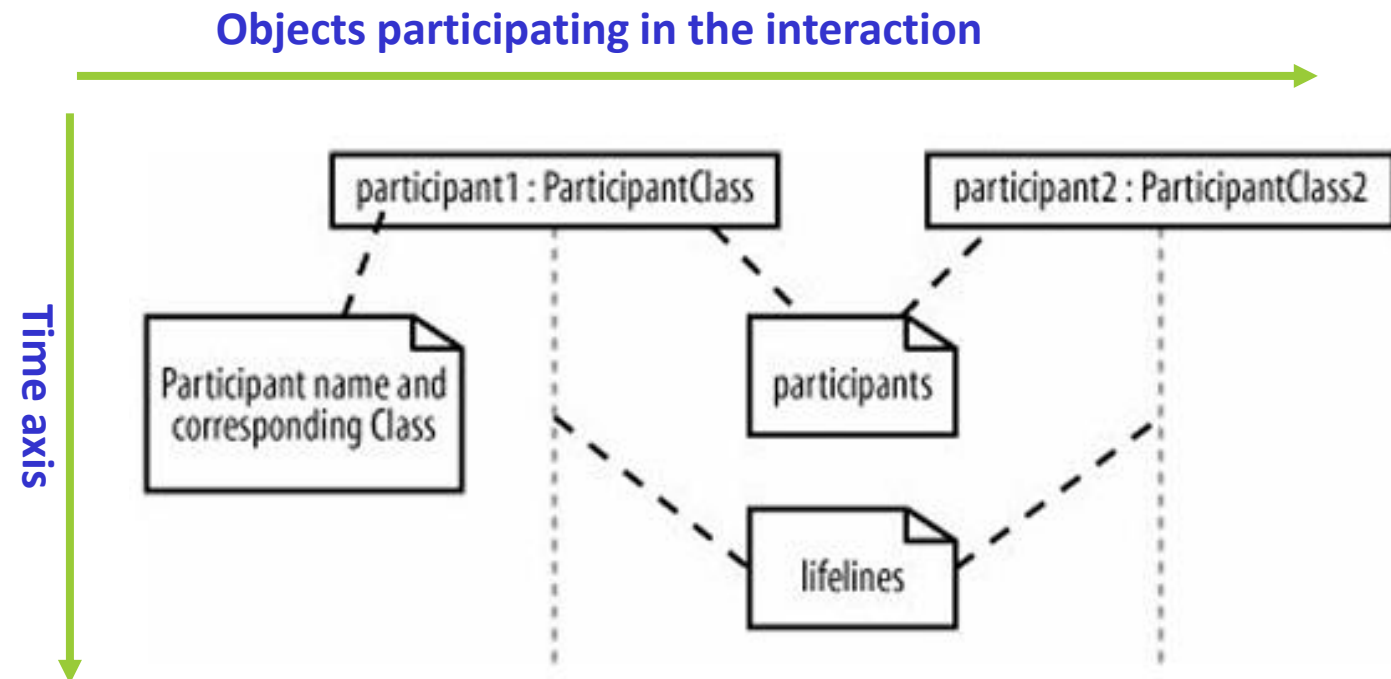 Objects participating in the interaction
Time axis
participant1 : ParticipantClass
participant2 : ParticipantClass2
Participant name and
corresponding Class
participants
lifelines